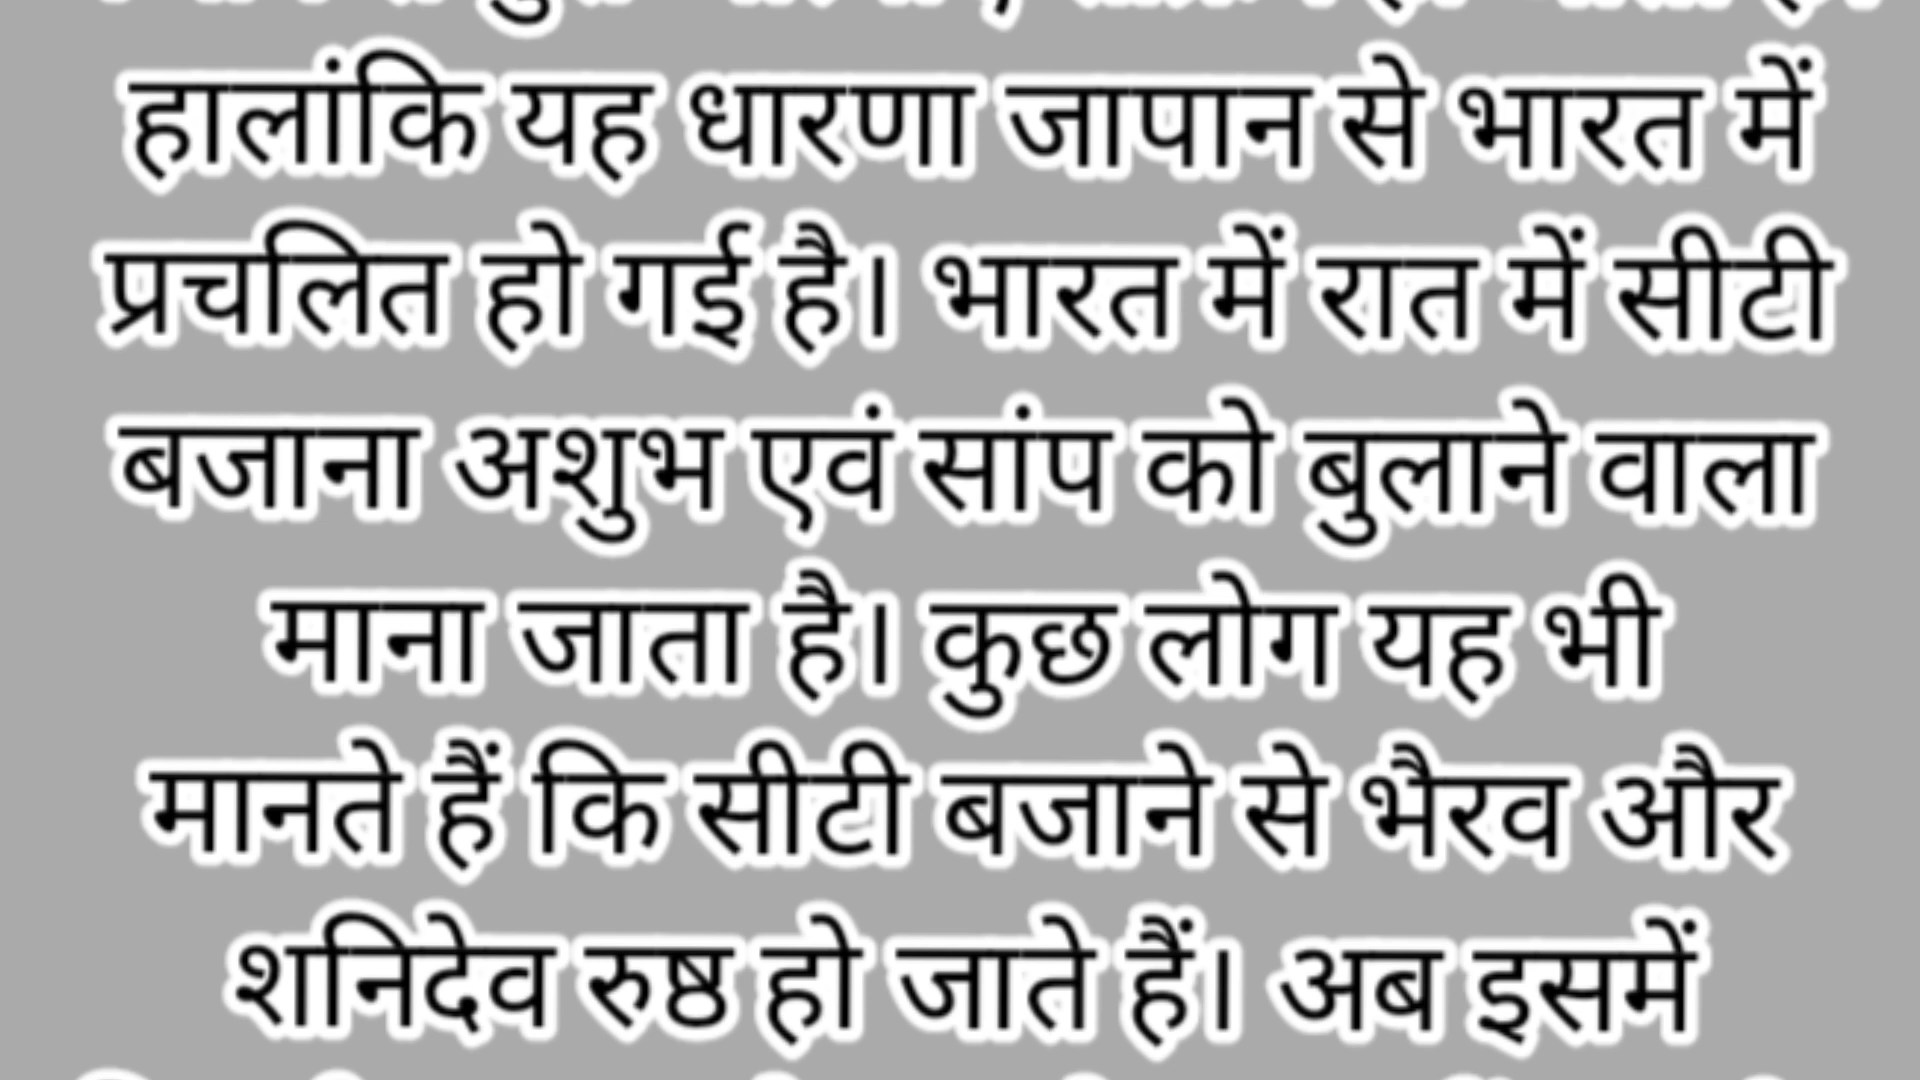 हालांकि यह धारणा जापान से भारत में
प्रचलित हो गई है। भारत में रात में सीटी
बजाना अशुभ एवं सांप को बुलाने वाला
माना जाता है। कुछ लोग यह भी
मानते हैं कि सीटी बजाने से भैरव और
शनिदेव रुष्ठ हो जाते हैं। अब इसमें